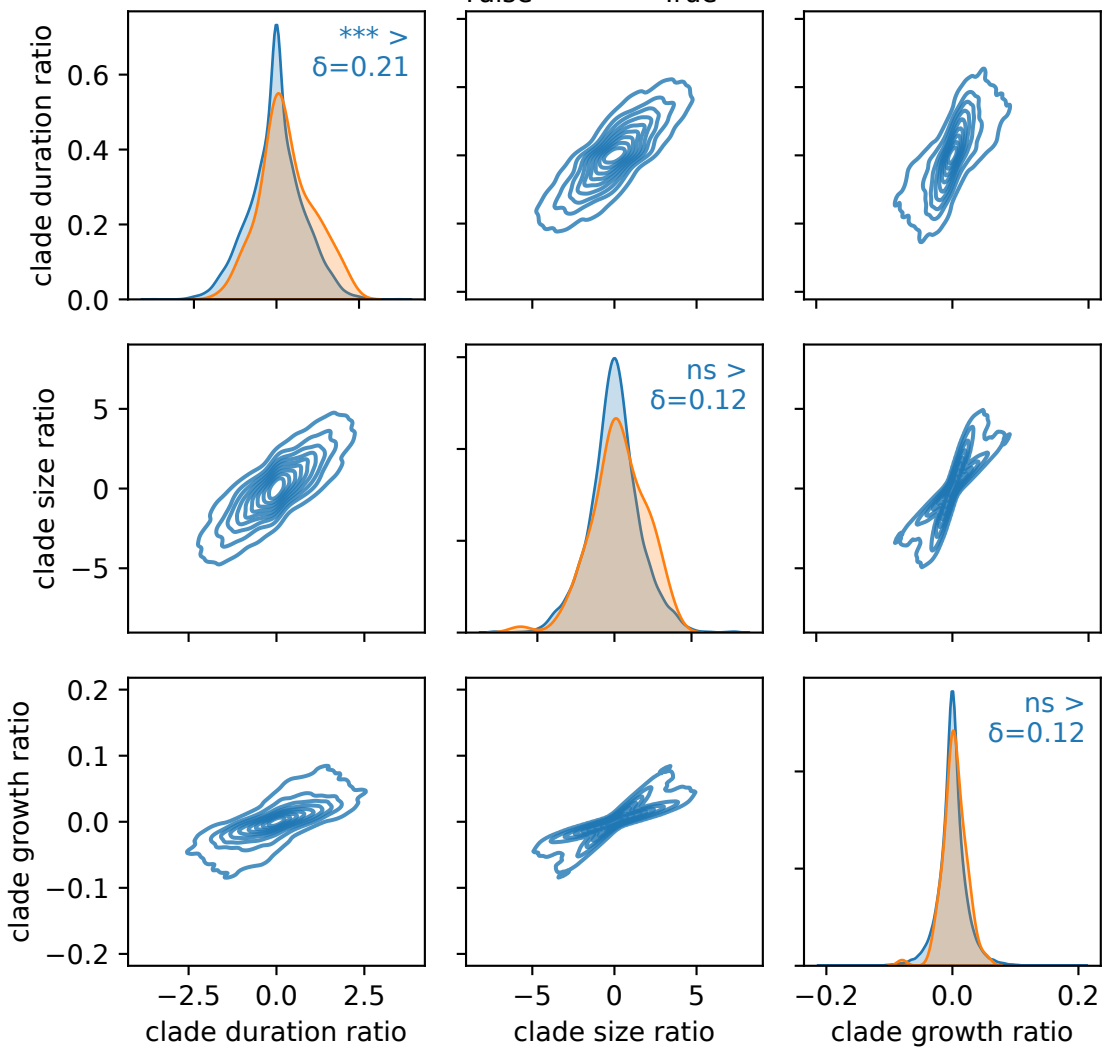 False True
clade duration ratio
0.6
0.4
0.2
0.0
*** >
δ=0.21
clade size ratio
5
0
−5
ns >
δ=0.12
clade growth ratio
0.2
0.1
0.0
−0.1
−0.2
ns >
δ=0.12
−2.5 0.0 2.5
clade duration ratio
−5 0 5
clade size ratio
−0.2 0.0 0.2
clade growth ratio